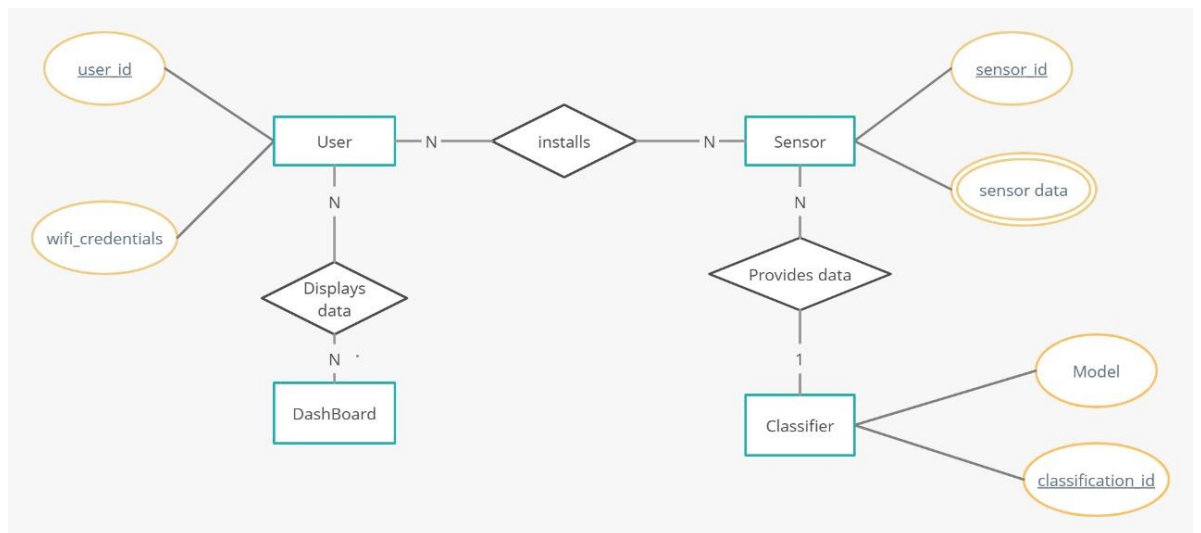 user_id
sensor_id
User
N
installs
N
Sensor
sensor data
N
N
wifi_credentials
Provides data
Displays
data
N
1
Model
DashBoard
Classifier
classification_id